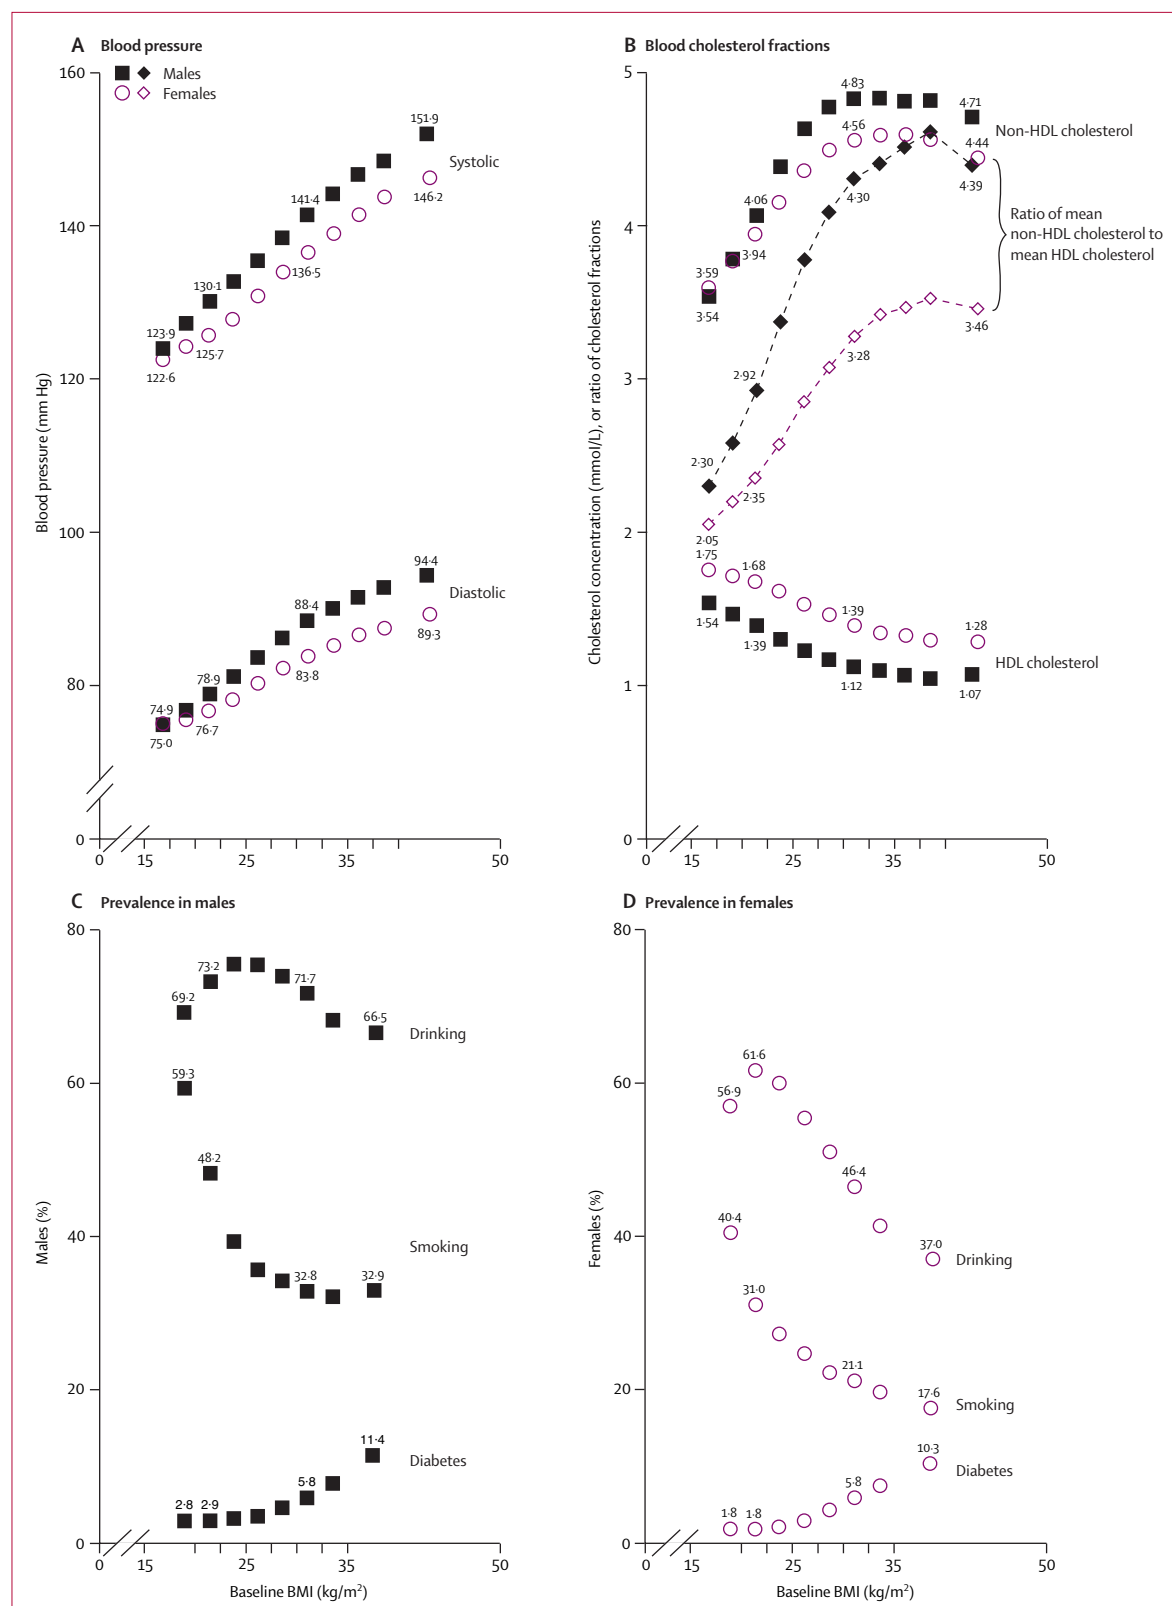 A Blood pressure
160
140
120
100
80
0
Blood pressure (mm Hg)
Males
Females
151·9
Systolic
146·2
141·4
136·5
130·1
125·7
123·9
122·6
94·4
Diastolic
89·3
88·4
83·8
78·9
76·7
74·9
75·0
0 15 25 35 50
B Blood cholesterol fractions
5
4
3
2
1
0
Cholesterol concentration (mmol/L), or ratio of cholesterol fractions
4·83
4·71
Non-HDL cholesterol
4·56
4·44
4·39
4·06
4·30
3·94
Ratio of mean
non-HDL cholesterol to
mean HDL cholesterol
3·59
3·54
3·46
3·28
2·92
2·30
2·35
2·05
1·75
1·68
1·54
1·39
1·39
1·28
HDL cholesterol
1·12
1·07
0 15 25 35 50
C Prevalence in males
80
60
40
20
0
Males (%)
69·2
73·2
71·7
66·5
Drinking
59·3
48·2
32·8
32·9
Smoking
2·8
2·9
5·8
11·4
Diabetes
0 15 25 35 50
Baseline BMI (kg/m²)
D Prevalence in females
80
60
40
20
0
Females (%)
56·9
61·6
46·4
37·0
Drinking
40·4
31·0
21·1
17·6
Smoking
1·8
1·8
5·8
10·3
Diabetes
0 15 25 35 50
Baseline BMI (kg/m²)